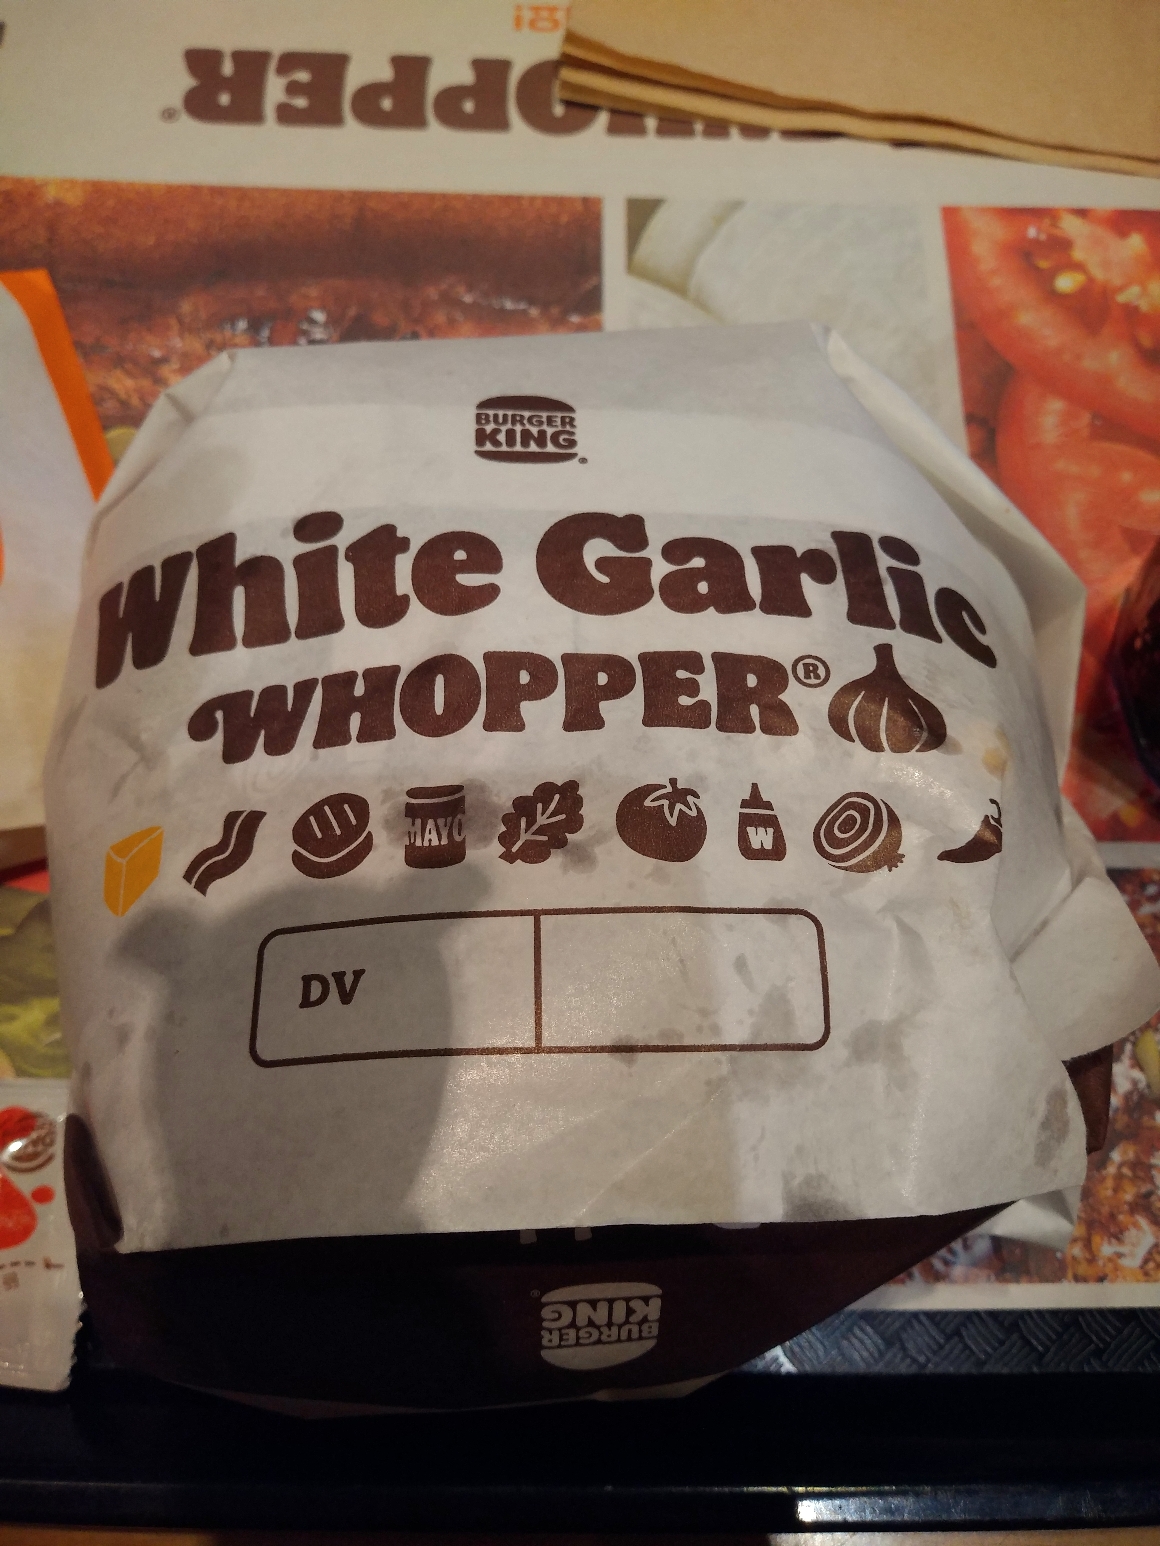 WHOPPER®
BURGER
KING®
White Garlic
WHOPPER®
MAYO
W
DV
BURGER
KING®